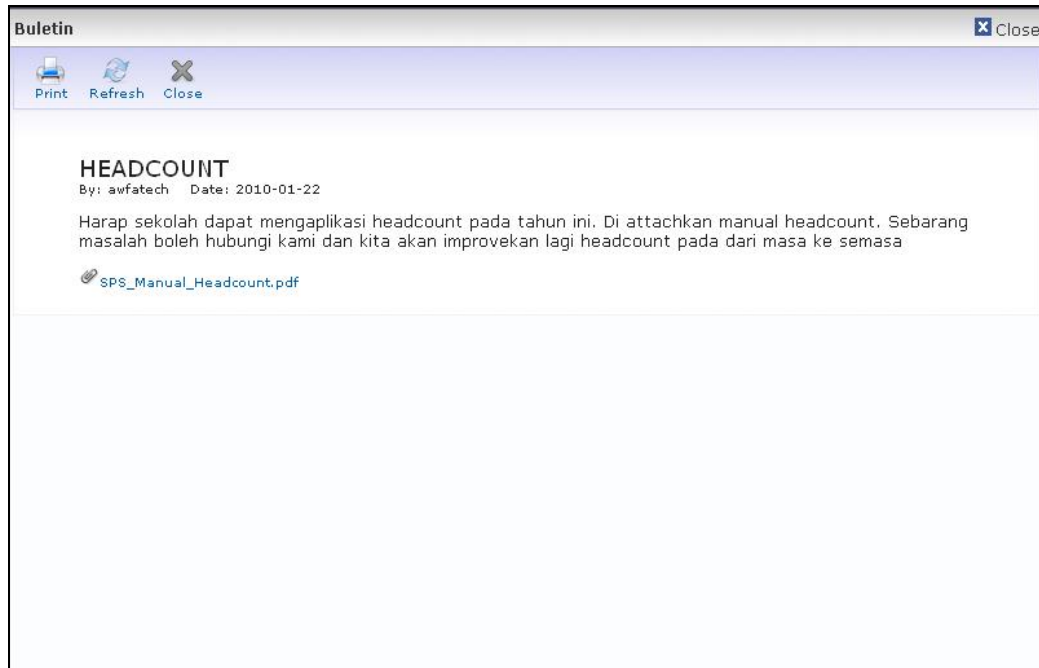 Buletin
Close
Print Refresh Close
HEADCOUNT
By: awfatech Date: 2010-01-22
Harap sekolah dapat mengaplikasi headcount pada tahun ini. Di attachkan manual headcount. Sebarang
masalah boleh hubungi kami dan kita akan improvekan lagi headcount pada dari masa ke semasa
SPS_Manual_Headcount.pdf